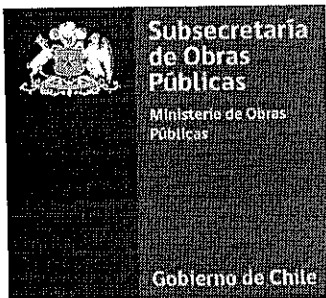 Subsecretaría
de Obras
Públicas
Ministerio de Obras
Públicas
Gobierno de Chile